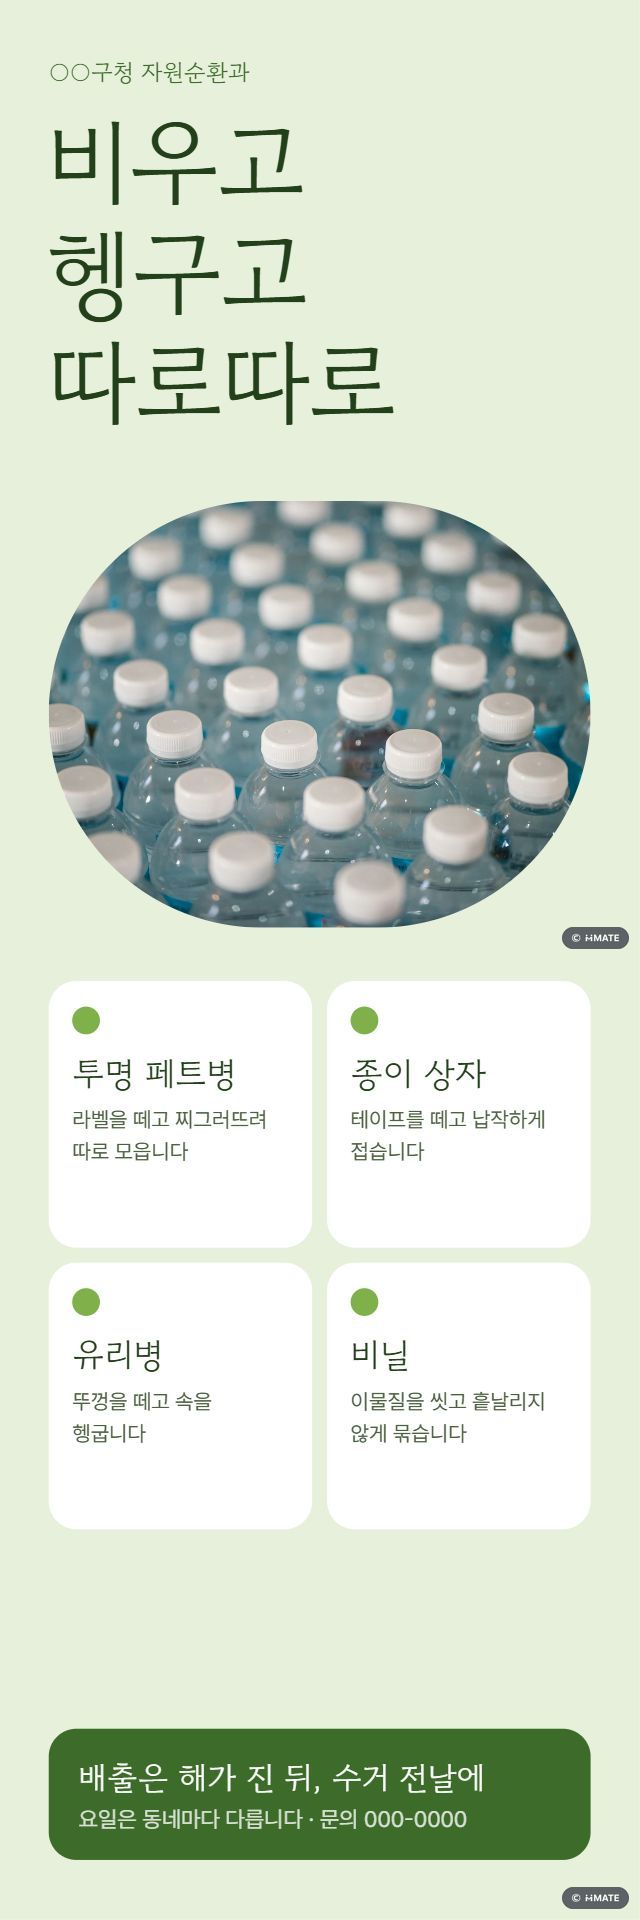 ○○구청 자원순환과
비우고
헹구고
따로따로
© HMATE
투명 페트병
라벨을 떼고 찌그러뜨려
따로 모읍니다
종이 상자
테이프를 떼고 납작하게
접습니다
유리병
뚜껑을 떼고 속을
헹굽니다
비닐
이물질을 씻고 흩날리지
않게 묶습니다
배출은 해가 진 뒤, 수거 전날에
요일은 동네마다 다릅니다 · 문의 000-0000
© HMATE